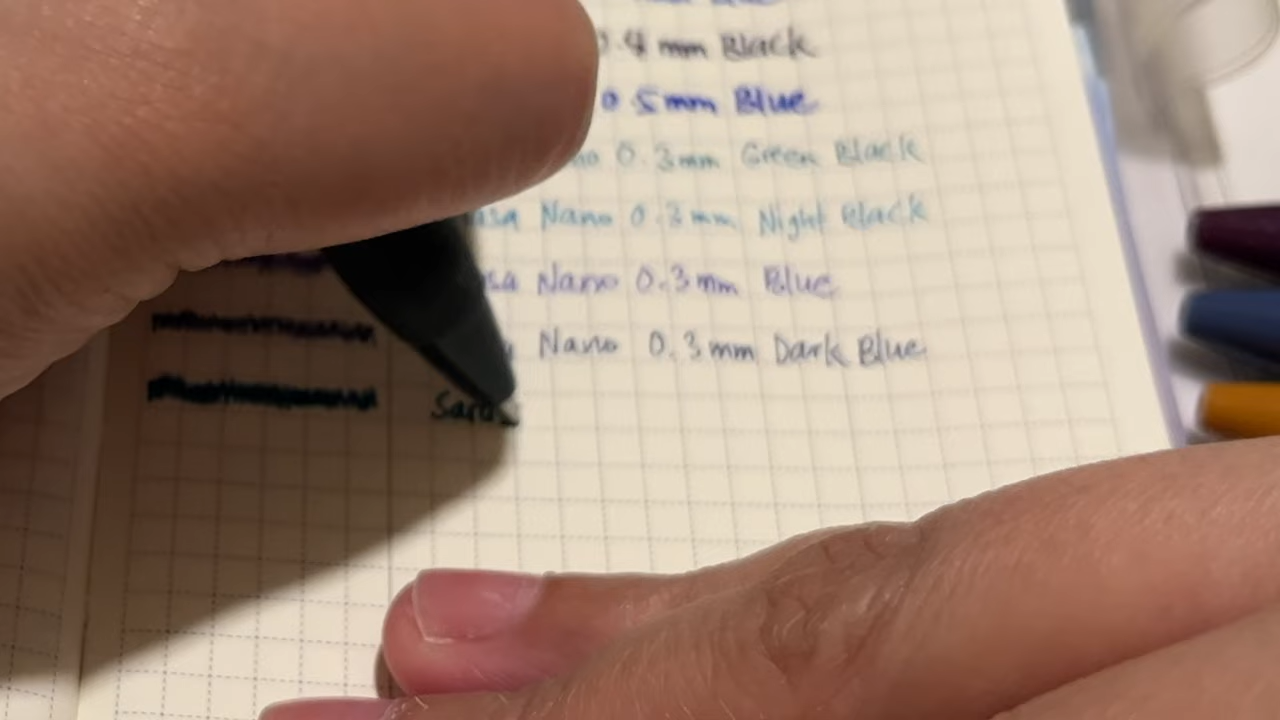 0.4 mm Black
0.5mm Blue
0.3mm Green Black
Nano 0.3mm Night Black
Nano 0.3mm Blue
Nano 0.3mm Dark Blue
Saras